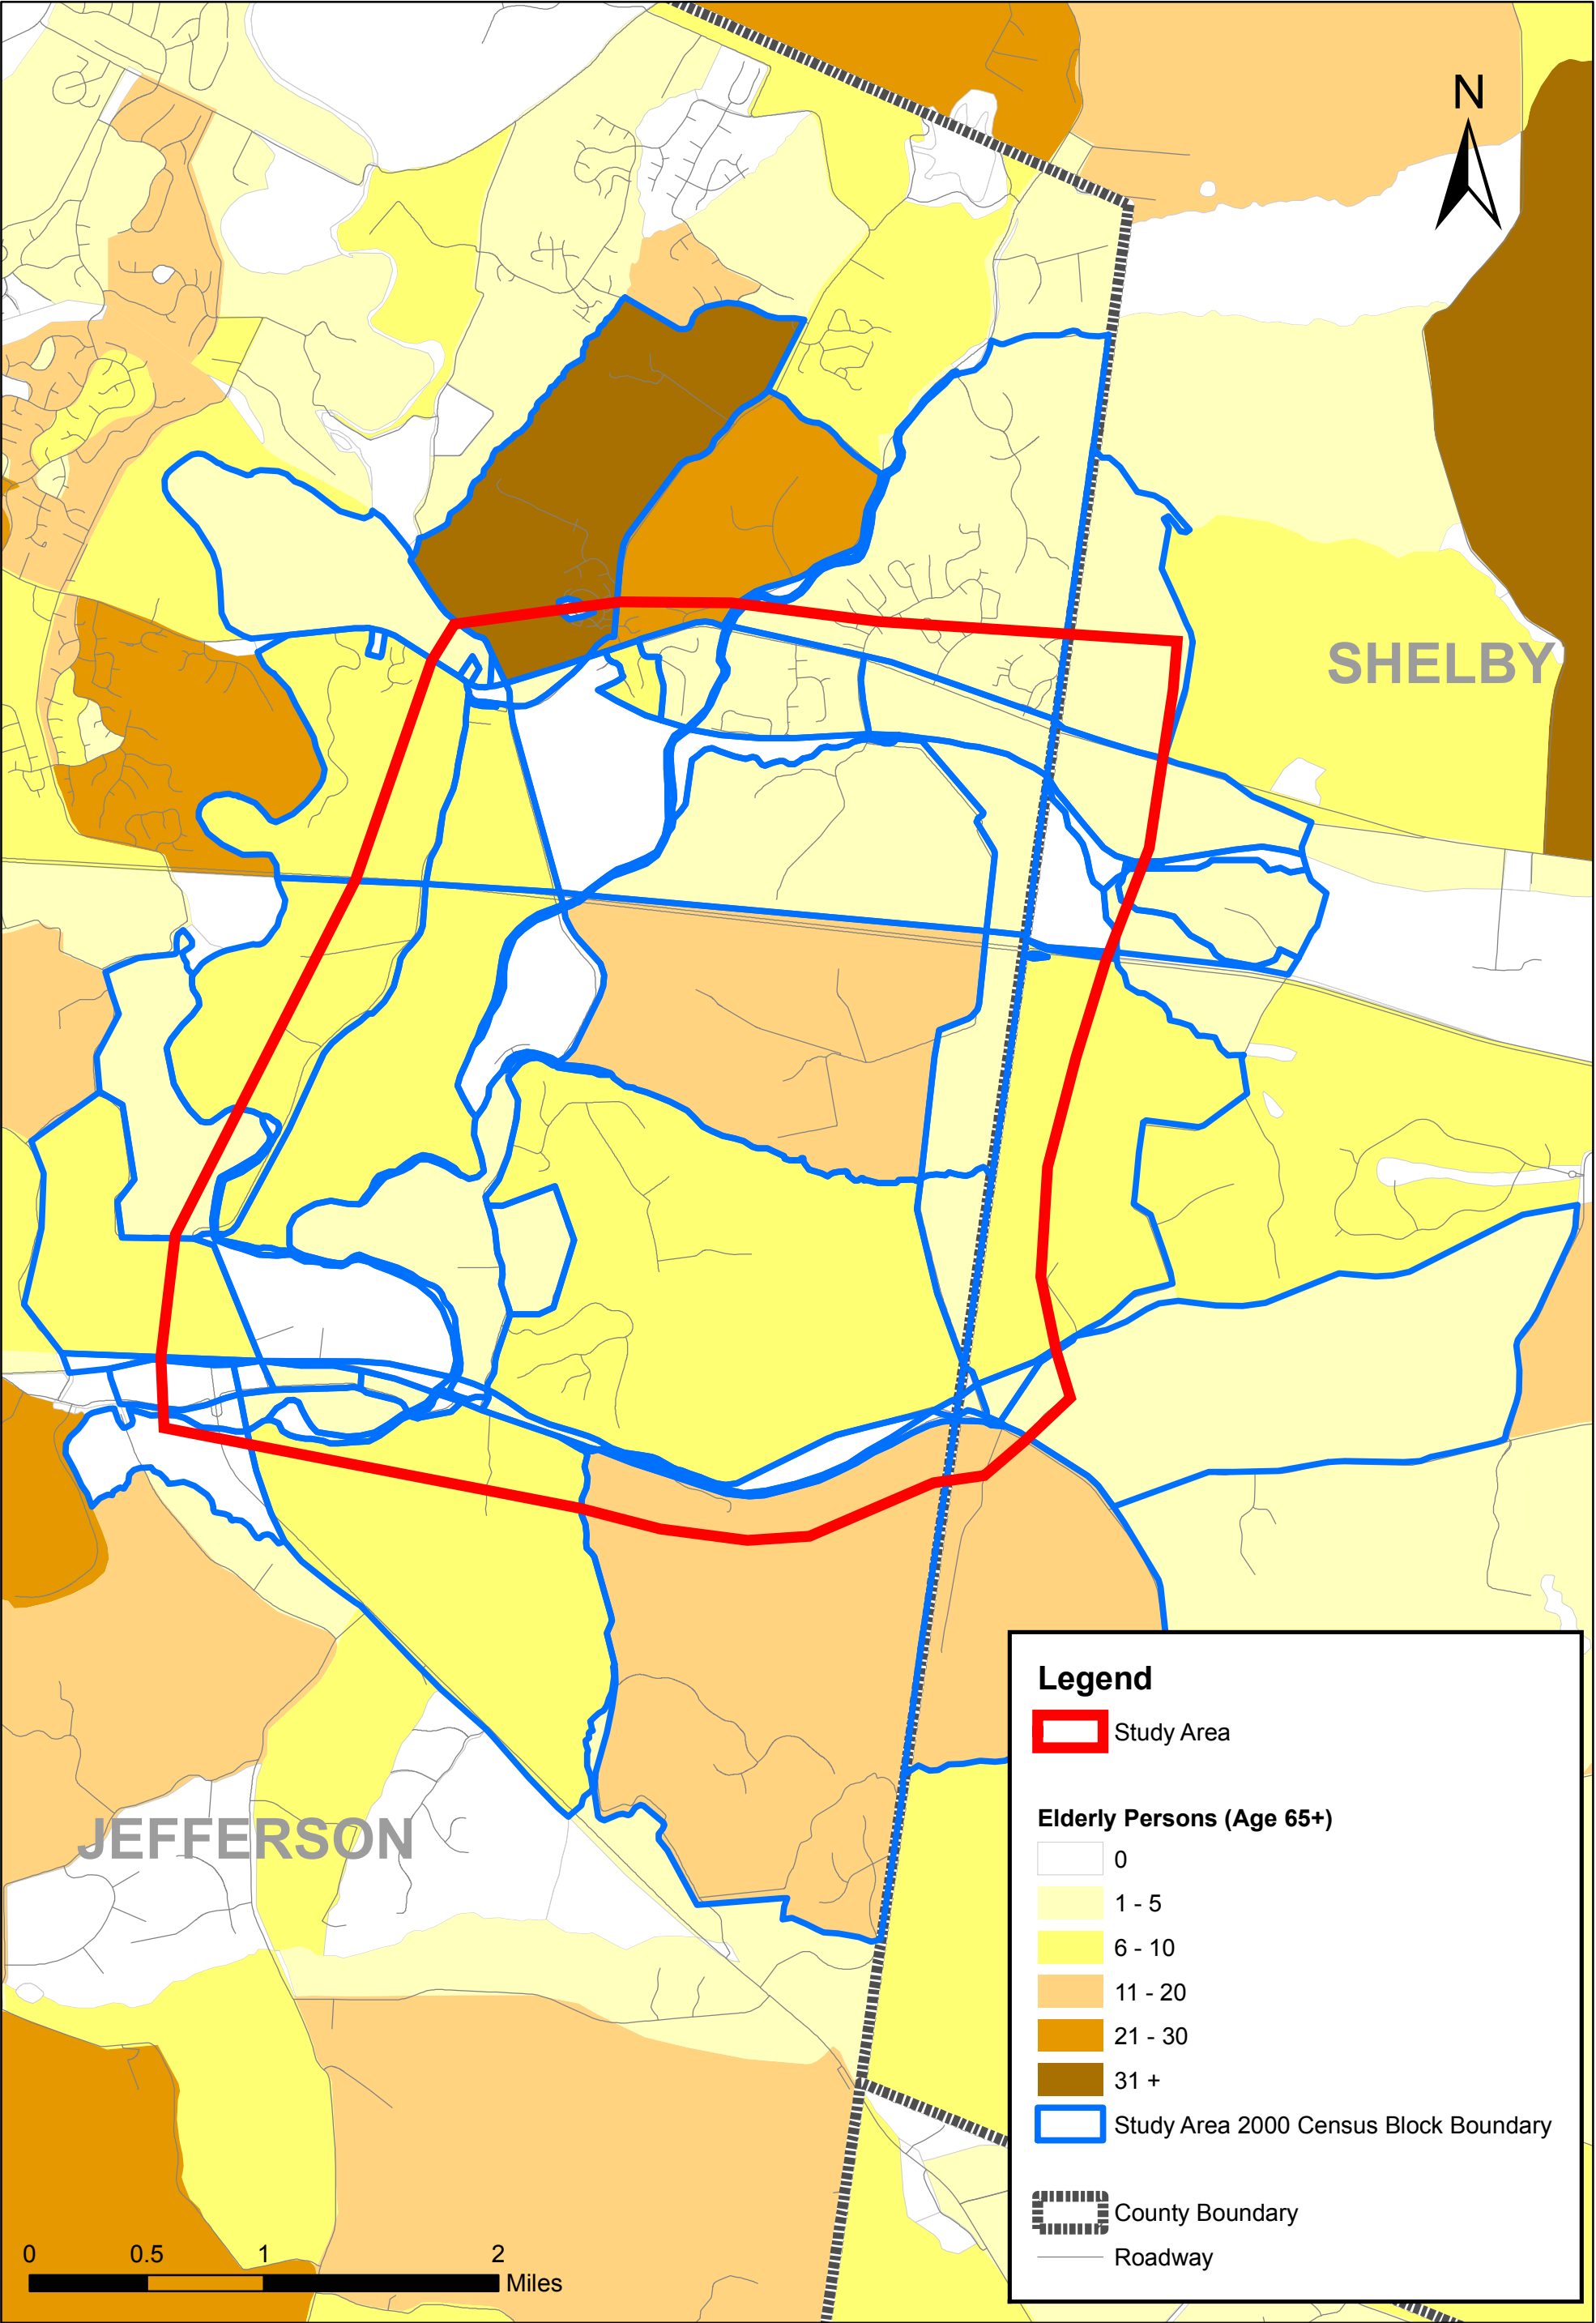 N
SHELBY
JEFFERSON
Legend
Study Area
Elderly Persons (Age 65+)
0
1 - 5
6 - 10
11 - 20
21 - 30
31 +
Study Area 2000 Census Block Boundary
County Boundary
Roadway
0 0.5 1 2
Miles